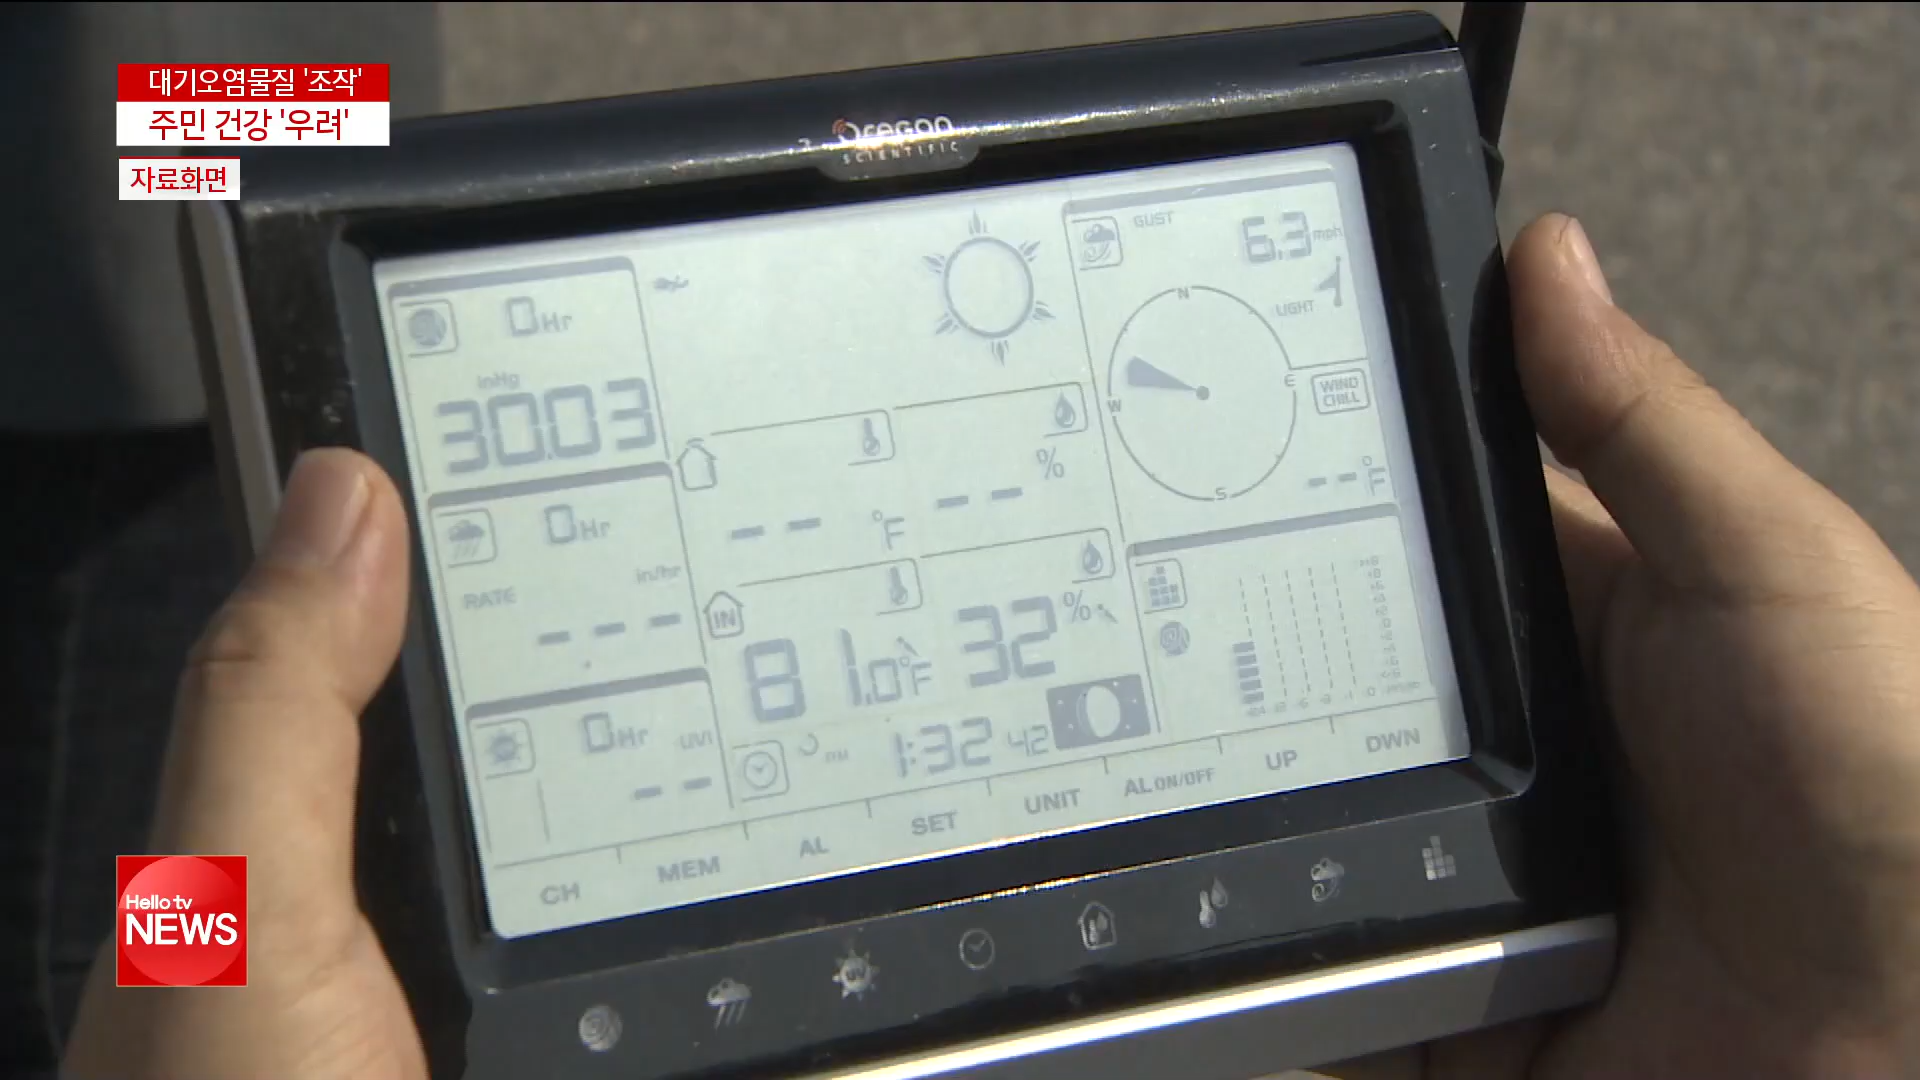 대기오염물질 '조작'
주민 건강 '우려'
자료화면
Oregon
SCIENTIFIC
0Hr
inHg
30.03
0Hr
in/hr
RATE
-- -- --
0Hr
UVI
-- --
%
-- --
-- --
°F
IN
81.0°F
32%
PM
1:32 42
GUST
6.3 mph
LIGHT
N
E
W
S
WIND
CHILL
-- --°F
CH
MEM
AL
SET
UNIT
AL ON/OFF
UP
DWN
UV
Hello tv
NEWS